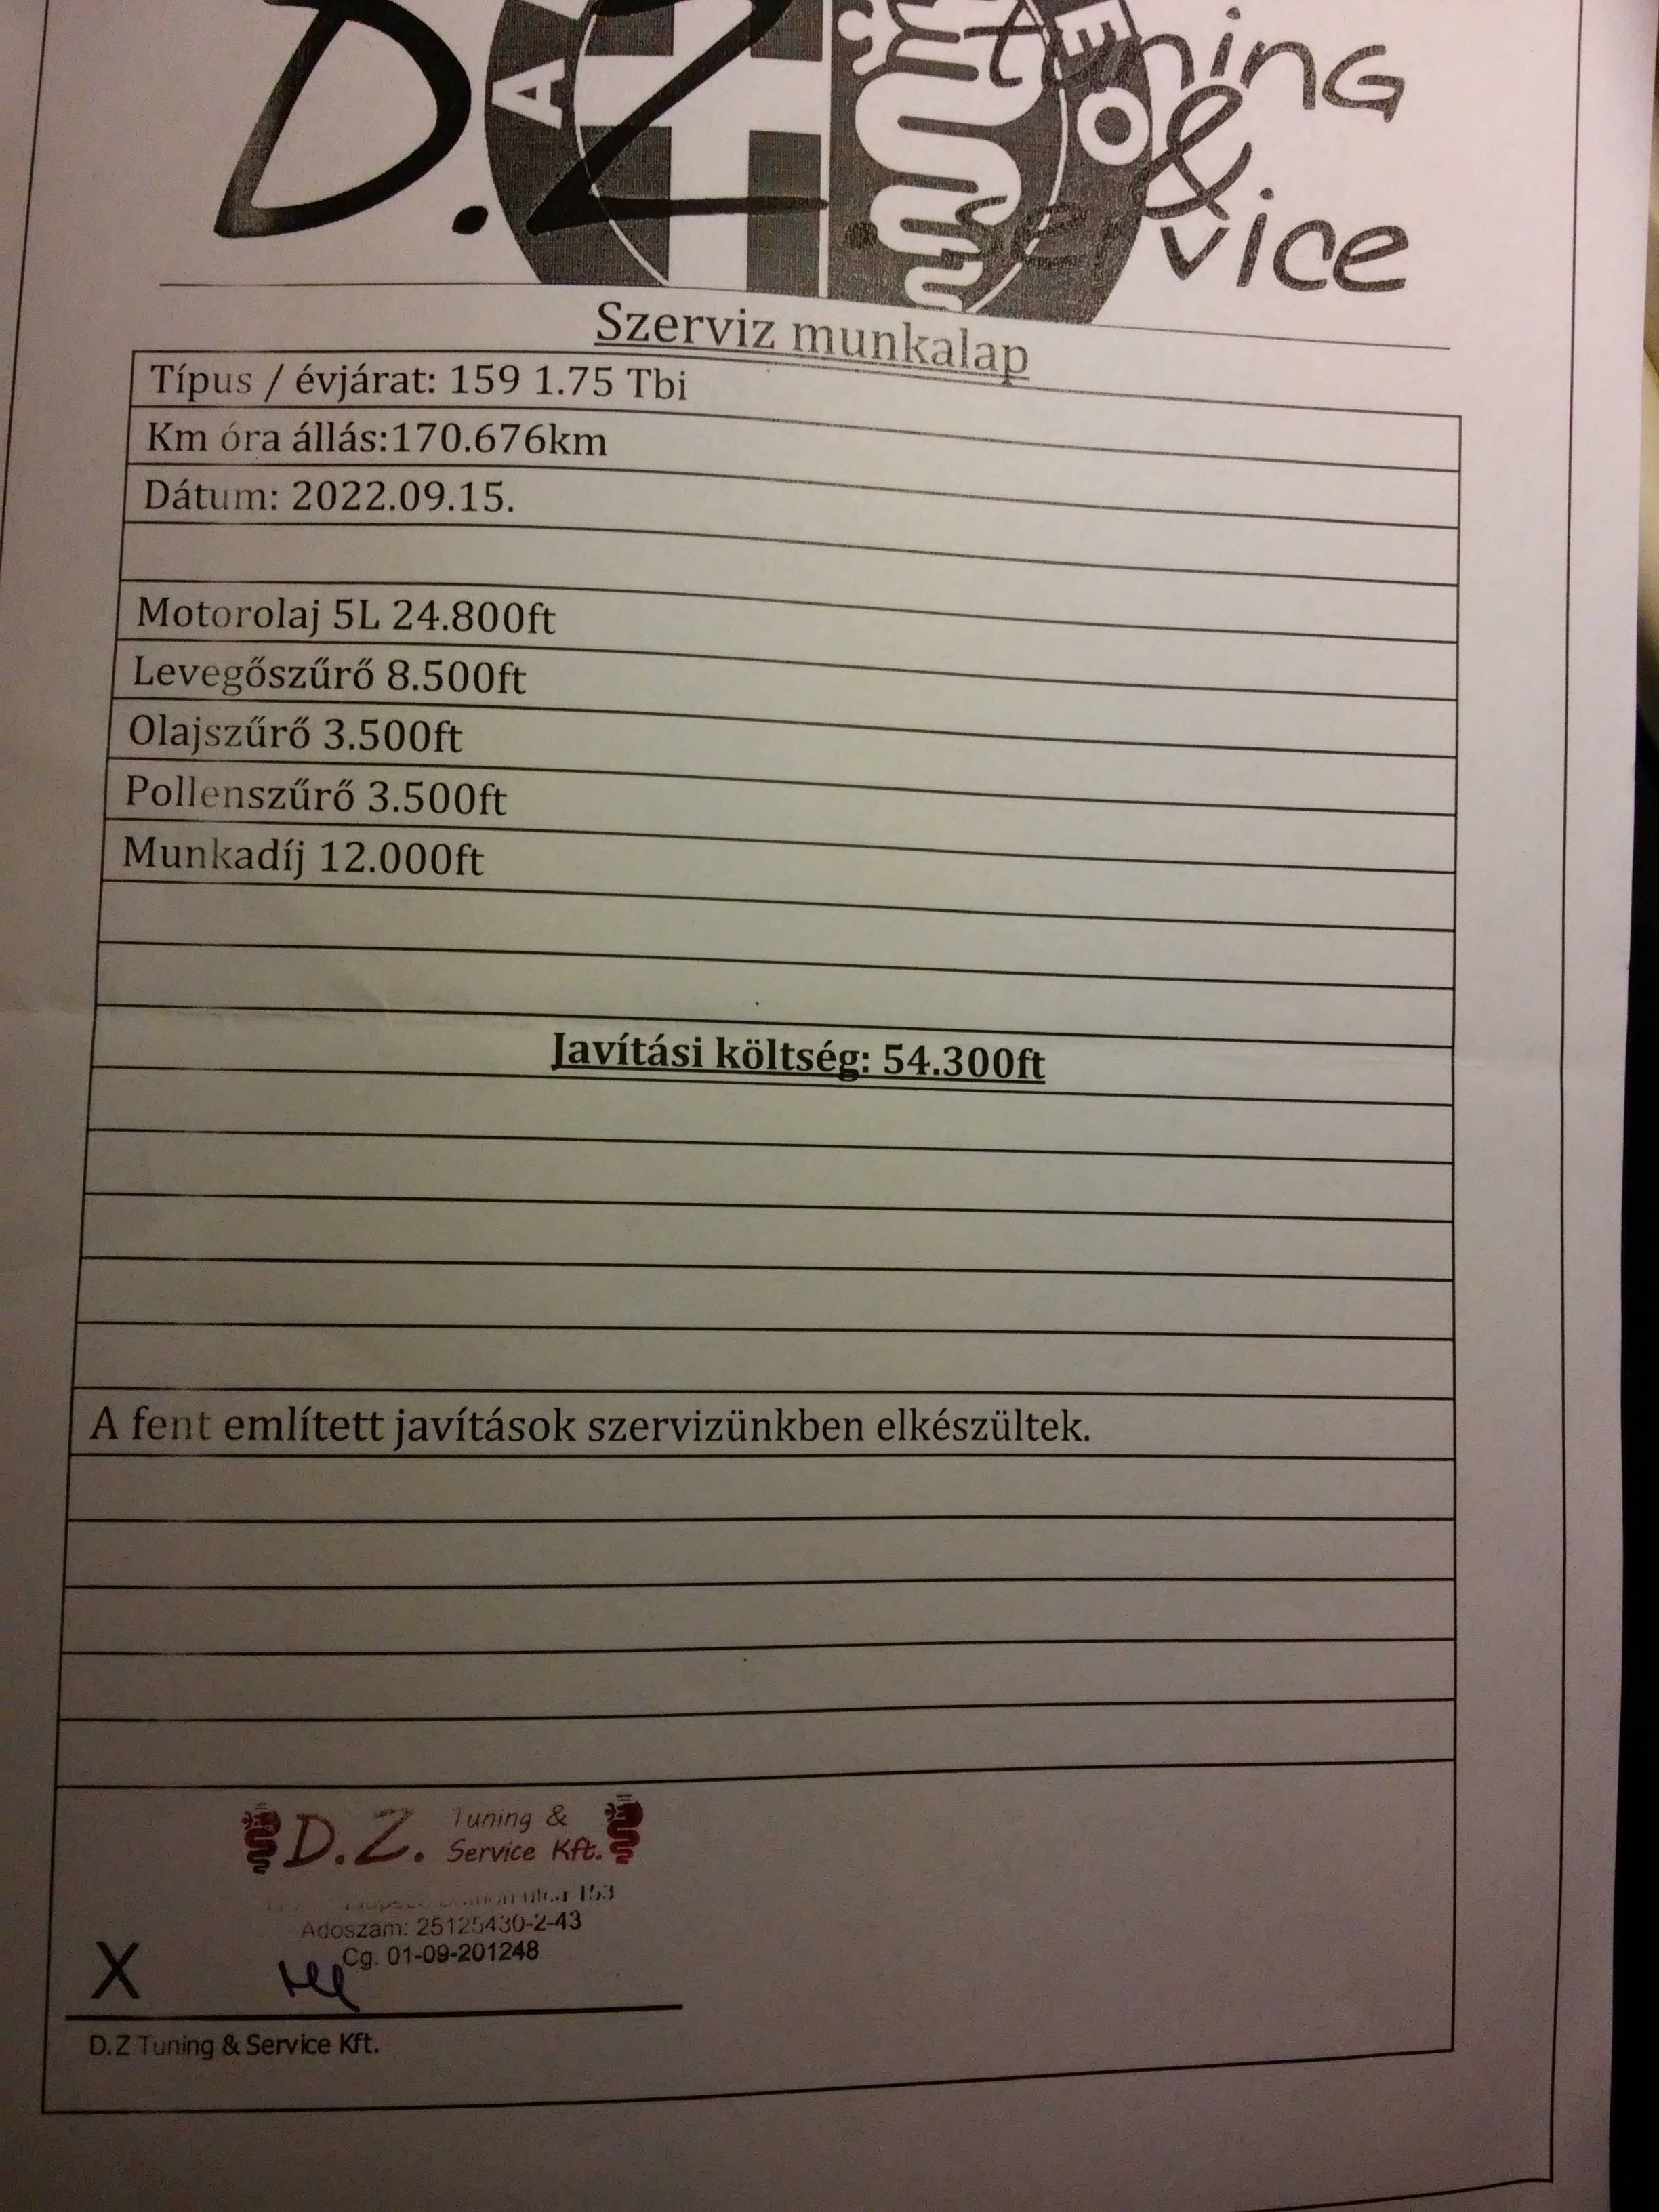 D.Z. tuning
&
service
A
EO
Szerviz munkalap
Típus / évjárat: 159 1.75 Tbi
Km óra állás:170.676km
Dátum: 2022.09.15.
Motorolaj 5L 24.800ft
Levegőszűrő 8.500ft
Olajszűrő 3.500ft
Pollenszűrő 3.500ft
Munkadíj 12.000ft
Javítási költség: 54.300ft
A fent említett javítások szervizünkben elkészültek.
D.Z. Tuning &
Service Kft.
utca 153
Adószám: 25125430-2-43
Cg. 01-09-201248
X
D.Z Tuning & Service Kft.